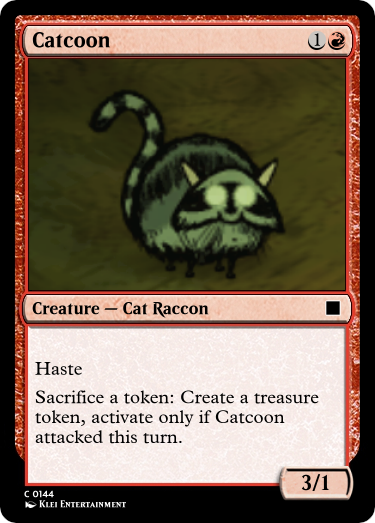 Catcoon 1
Creature — Cat Raccon
Haste
Sacrifice a token: Create a treasure
token, activate only if Catcoon
attacked this turn.
3/1
C 0144
Klei Entertainment